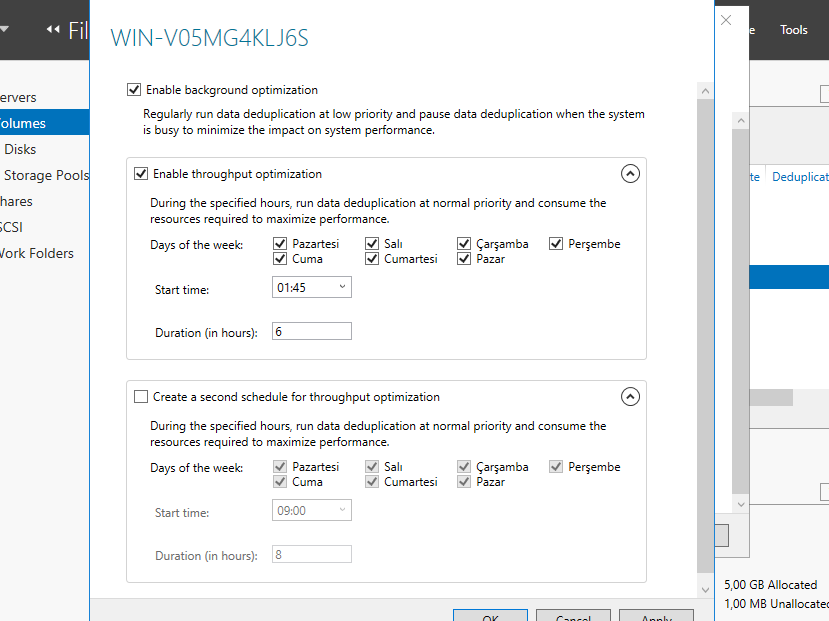 Fil
Tools
WIN-V05MG4KLJ6S
Enable background optimization
Regularly run data deduplication at low priority and pause data deduplication when the system
is busy to minimize the impact on system performance.
Enable throughput optimization
During the specified hours, run data deduplication at normal priority and consume the
resources required to maximize performance.
Days of the week: Pazartesi Salı Çarşamba Perşembe
Cuma Cumartesi Pazar
Start time: 01:45
Duration (in hours): 6
Create a second schedule for throughput optimization
During the specified hours, run data deduplication at normal priority and consume the
resources required to maximize performance.
Days of the week: Pazartesi Salı Çarşamba Perşembe
Cuma Cumartesi Pazar
Start time: 09:00
Duration (in hours): 8
OK Cancel Apply
ervers
olumes
Disks
Storage Pools
hares
SCSI
Work Folders
te Deduplicat
5,00 GB Allocated
1,00 MB Unallocated